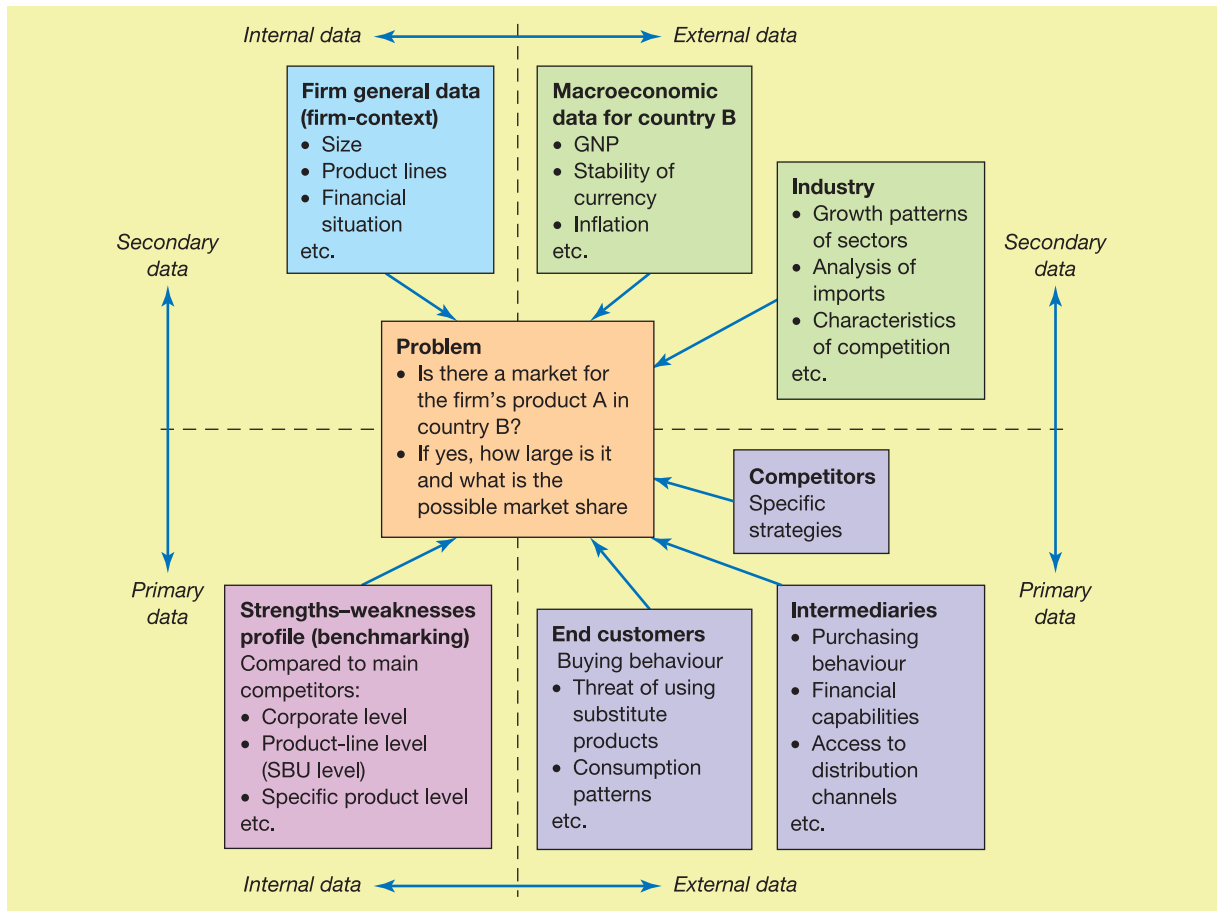 Internal data
External data
Firm general data
(firm-context)
• Size
• Product lines
• Financial
situation
etc.
Macroeconomic
data for country B
• GNP
• Stability of
currency
• Inflation
etc.
Industry
• Growth patterns
of sectors
• Analysis of
imports
• Characteristics
of competition
etc.
Secondary
data
Secondary
data
Problem
• Is there a market for
the firm's product A in
country B?
• If yes, how large is it
and what is the
possible market share
Competitors
Specific
strategies
Primary
data
Primary
data
Strengths–weaknesses
profile (benchmarking)
Compared to main
competitors:
• Corporate level
• Product-line level
(SBU level)
• Specific product level
etc.
End customers
Buying behaviour
• Threat of using
substitute
products
• Consumption
patterns
etc.
Intermediaries
• Purchasing
behaviour
• Financial
capabilities
• Access to
distribution
channels
etc.
Internal data
External data